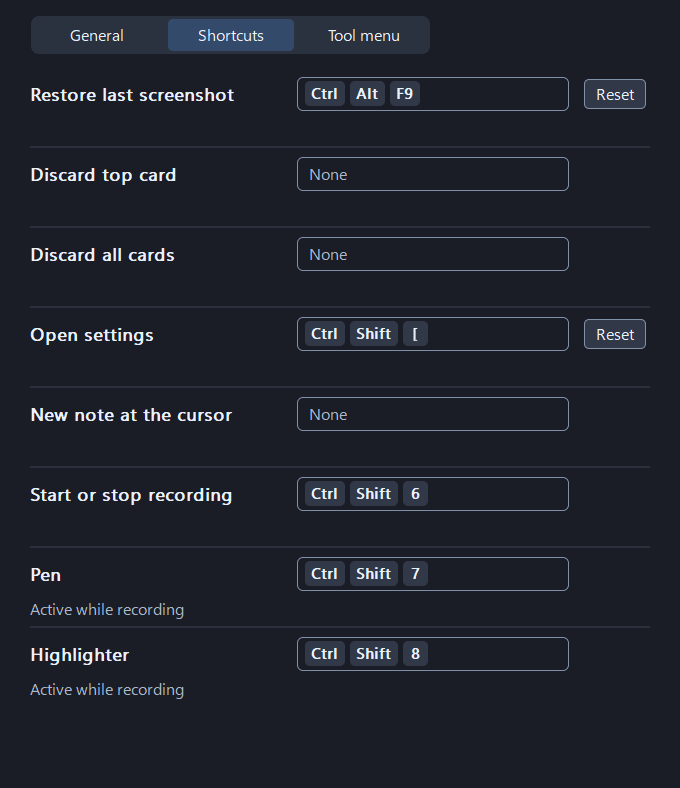 General Shortcuts Tool menu
Restore last screenshot Ctrl Alt F9 Reset
Discard top card None
Discard all cards None
Open settings Ctrl Shift [ Reset
New note at the cursor None
Start or stop recording Ctrl Shift 6
Pen Ctrl Shift 7
Active while recording
Highlighter Ctrl Shift 8
Active while recording